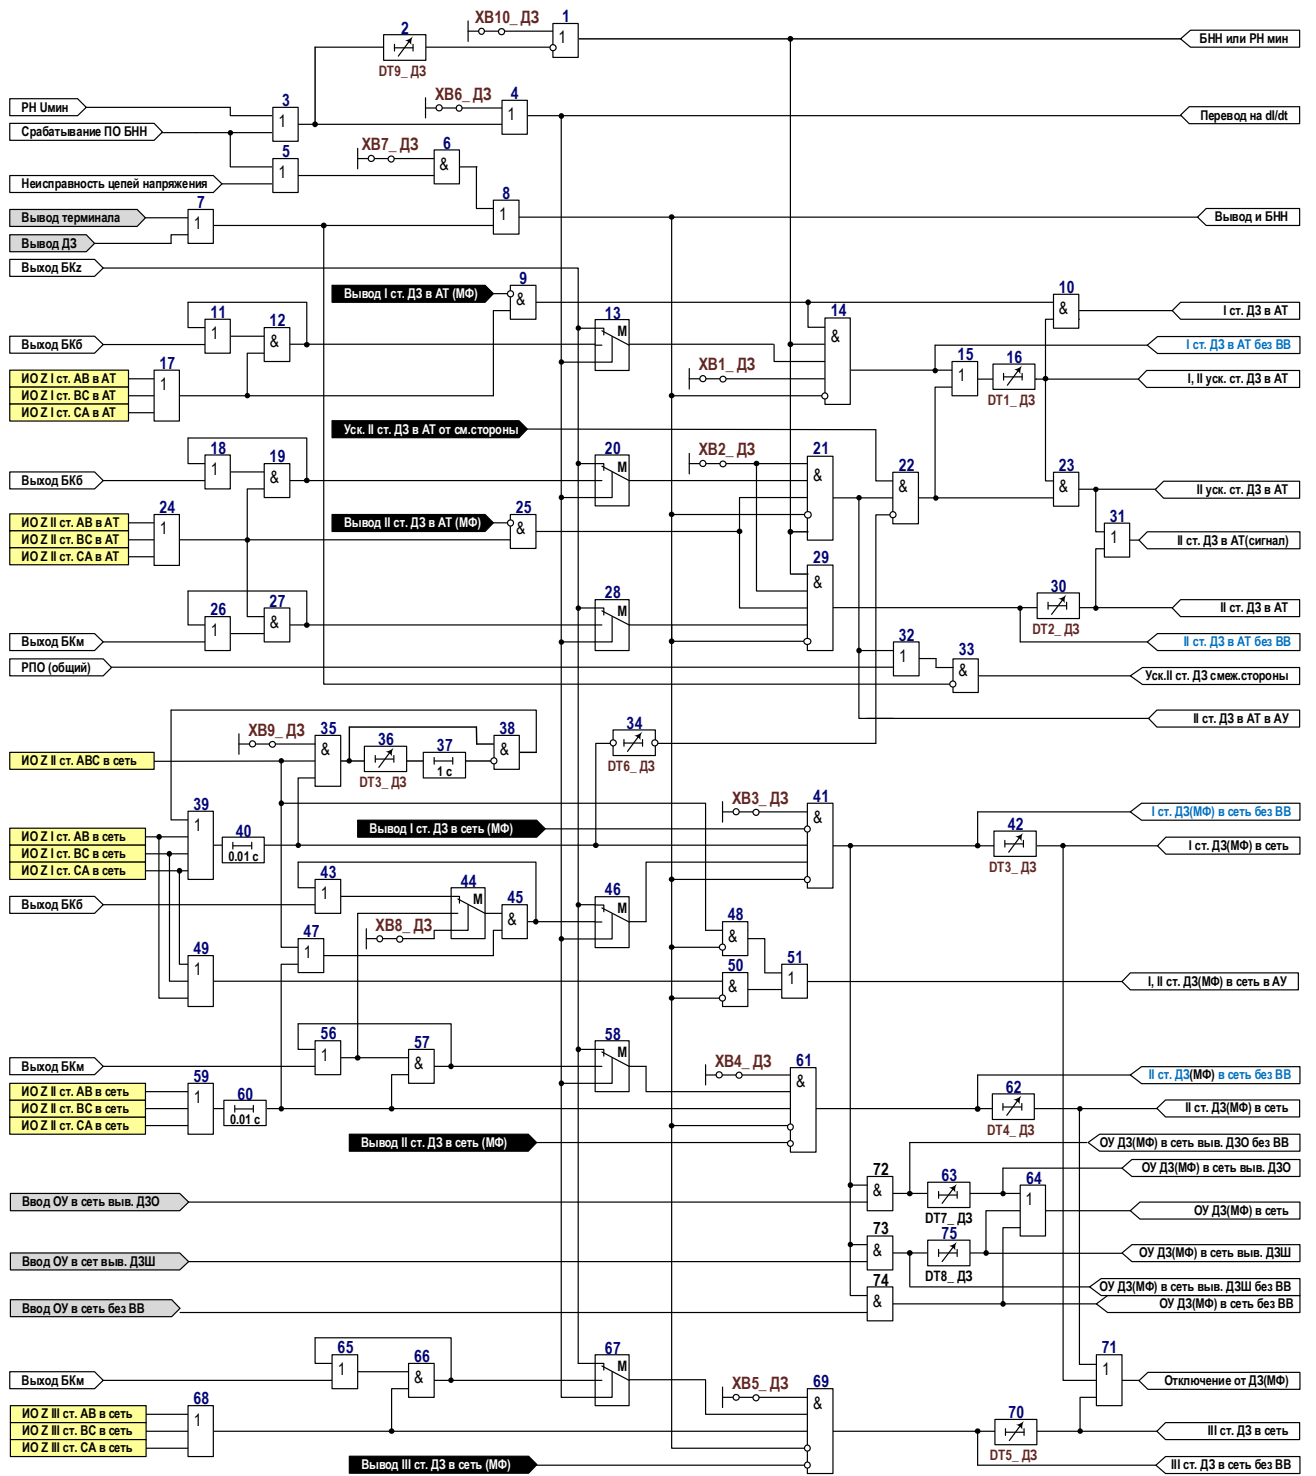 ХВ10_ДЗ
1
1
2
DT9_ДЗ
БНН или РН мин
РН Uмин
3
1
ХВ6_ДЗ
4
1
Перевод на dI/dt
Срабатывание ПО БНН
5
1
ХВ7_ДЗ
6
&
Неисправность цепей напряжения
7
1
8
1
Вывод терминала
Вывод и БНН
Вывод ДЗ
Выход БКz
Вывод I ст. ДЗ в АТ (МФ)
9
&
10
&
I ст. ДЗ в АТ
11
1
12
&
13
М
14
&
Выход БКб
I ст. ДЗ в АТ без ВВ
17
1
ХВ1_ДЗ
15
1
16
DT1_ДЗ
I, II уск. ст. ДЗ в АТ
ИО Z I ст. АВ в АТ
ИО Z I ст. ВС в АТ
ИО Z I ст. СА в АТ
Уск. II ст. ДЗ в АТ от см.стороны
18
1
19
&
20
М
ХВ2_ДЗ
21
&
22
&
23
&
Выход БКб
II уск. ст. ДЗ в АТ
24
1
Вывод II ст. ДЗ в АТ (МФ)
25
&
31
1
II ст. ДЗ в АТ(сигнал)
ИО Z II ст. АВ в АТ
ИО Z II ст. ВС в АТ
ИО Z II ст. СА в АТ
26
1
27
&
28
М
29
&
30
DT2_ДЗ
II ст. ДЗ в АТ
Выход БКм
II ст. ДЗ в АТ без ВВ
РПО (общий)
32
1
33
&
Уск.II ст. ДЗ смеж.стороны
II ст. ДЗ в АТ в АУ
ХВ9_ДЗ
35
&
36
DT3_ДЗ
37
1 с
38
&
34
DT6_ДЗ
ИО Z II ст. АВС в сеть
39
1
40
0.01 с
ХВ3_ДЗ
41
&
I ст. ДЗ(МФ) в сеть без ВВ
Вывод I ст. ДЗ в сеть (МФ)
42
DT3_ДЗ
I ст. ДЗ(МФ) в сеть
ИО Z I ст. АВ в сеть
ИО Z I ст. ВС в сеть
ИО Z I ст. СА в сеть
43
1
44
М
45
&
46
М
Выход БКб
ХВ8_ДЗ
47
1
48
&
49
1
50
&
51
1
I, II ст. ДЗ(МФ) в сеть в АУ
56
1
57
&
58
М
ХВ4_ДЗ
61
&
Выход БКм
II ст. ДЗ(МФ) в сеть без ВВ
59
1
60
0.01 с
62
DT4_ДЗ
II ст. ДЗ(МФ) в сеть
ИО Z II ст. АВ в сеть
ИО Z II ст. ВС в сеть
ИО Z II ст. СА в сеть
Вывод II ст. ДЗ в сеть (МФ)
ОУ ДЗ(МФ) в сеть выв. ДЗО без ВВ
72
&
63
DT7_ДЗ
64
1
ОУ ДЗ(МФ) в сеть выв. ДЗО
Ввод ОУ в сеть выв. ДЗО
ОУ ДЗ(МФ) в сеть
73
&
75
DT8_ДЗ
ОУ ДЗ(МФ) в сеть выв. ДЗШ
Ввод ОУ в сет выв. ДЗШ
74
&
ОУ ДЗ(МФ) в сеть выв. ДЗШ без ВВ
ОУ ДЗ(МФ) в сеть без ВВ
Ввод ОУ в сеть без ВВ
65
1
66
&
67
М
ХВ5_ДЗ
69
&
71
1
Выход БКм
Отключение от ДЗ(МФ)
68
1
70
DT5_ДЗ
III ст. ДЗ в сеть
ИО Z III ст. АВ в сеть
ИО Z III ст. ВС в сеть
ИО Z III ст. СА в сеть
Вывод III ст. ДЗ в сеть (МФ)
III ст. ДЗ в сеть без ВВ